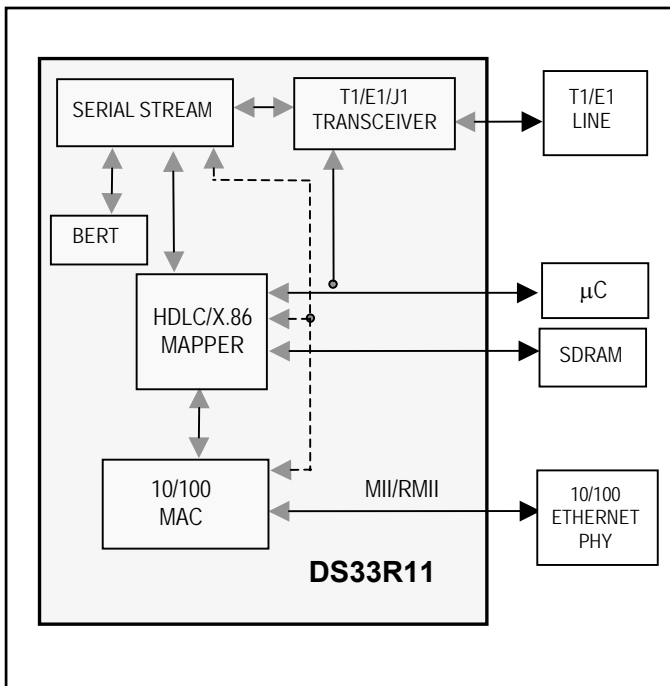 SERIAL STREAM
T1/E1/J1
TRANSCEIVER
T1/E1
LINE
BERT
μC
HDLC/X.86
MAPPER
SDRAM
10/100
MAC
MII/RMII
10/100
ETHERNET
PHY
DS33R11